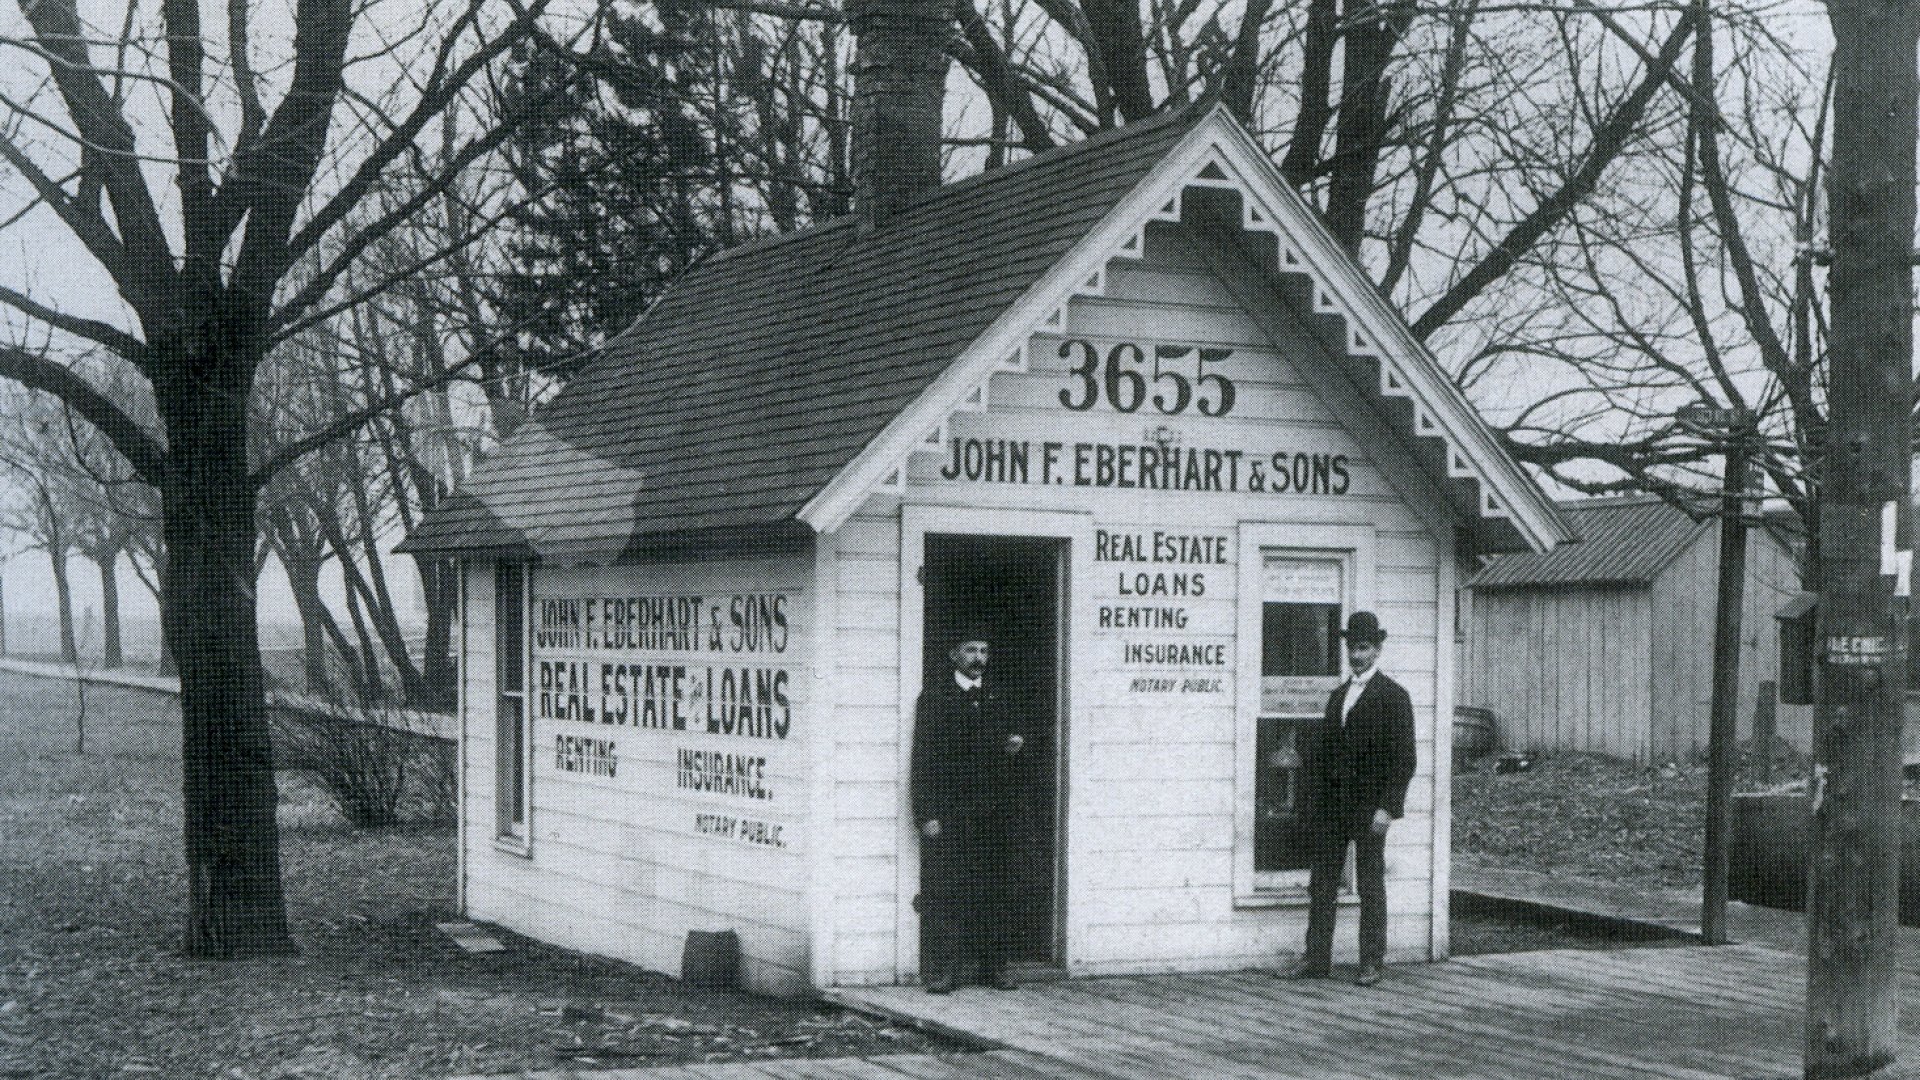 3655
JOHN F. EBERHART & SONS
REAL ESTATE
LOANS
RENTING
INSURANCE
NOTARY PUBLIC.
JOHN F. EBERHART & SONS
REAL ESTATE AND LOANS
RENTING INSURANCE.
NOTARY PUBLIC.